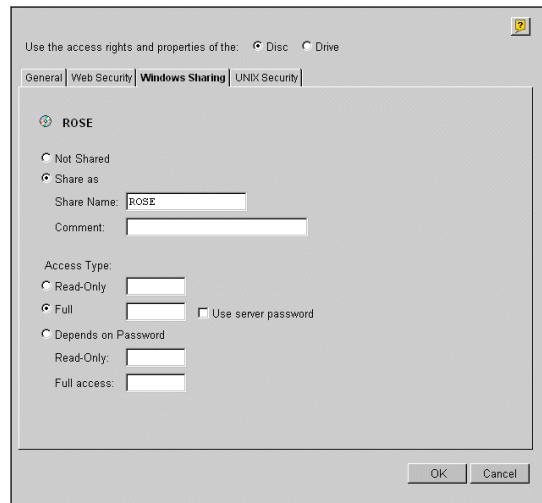 ?
Use the access rights and properties of the: Disc Drive
General Web Security Windows Sharing UNIX Security
ROSE
Not Shared
Share as
Share Name: ROSE
Comment:
Access Type:
Read-Only
Full Use server password
Depends on Password
Read-Only:
Full access:
OK Cancel